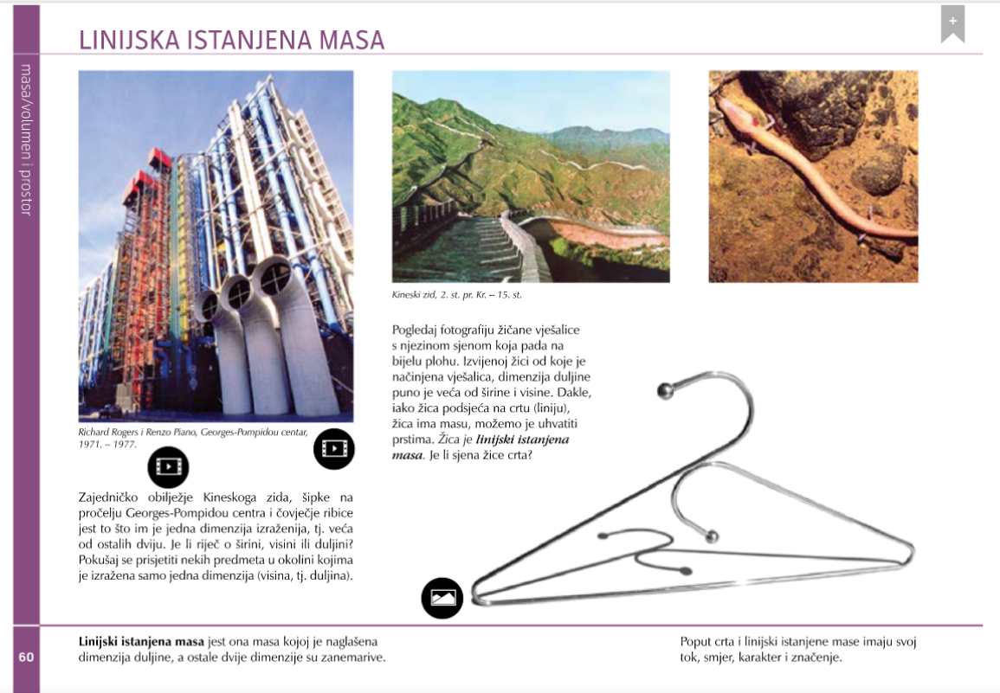 LINIJSKA ISTANJENA MASA
+
masa/volumen i prostor
Richard Rogers i Renzo Piano, Georges-Pompidou centar,
1971. – 1977.
Zajedničko obilježje Kineskoga zida, šipke na
pročelju Georges-Pompidou centra i čovječje ribice
jest to što im je jedna dimenzija izraženija, tj. veća
od ostalih dviju. Je li riječ o širini, visini ili duljini?
Pokušaj se prisjetiti nekih predmeta u okolini kojima
je izražena samo jedna dimenzija (visina, tj. duljina).
Kineski zid, 2. st. pr. Kr. – 15. st.
Pogledaj fotografiju žičane vješalice
s njezinom sjenom koja pada na
bijelu plohu. Izvijenoj žici od koje je
načinjena vješalica, dimenzija duljine
puno je veća od širine i visine. Dakle,
iako žica podsjeća na crtu (liniju),
žica ima masu, možemo je uhvatiti
prstima. Žica je linijski istanjena
masa. Je li sjena žice crta?
60
Linijski istanjena masa jest ona masa kojoj je naglašena
dimenzija duljine, a ostale dvije dimenzije su zanemarive.
Poput crta i linijski istanjene mase imaju svoj
tok, smjer, karakter i značenje.